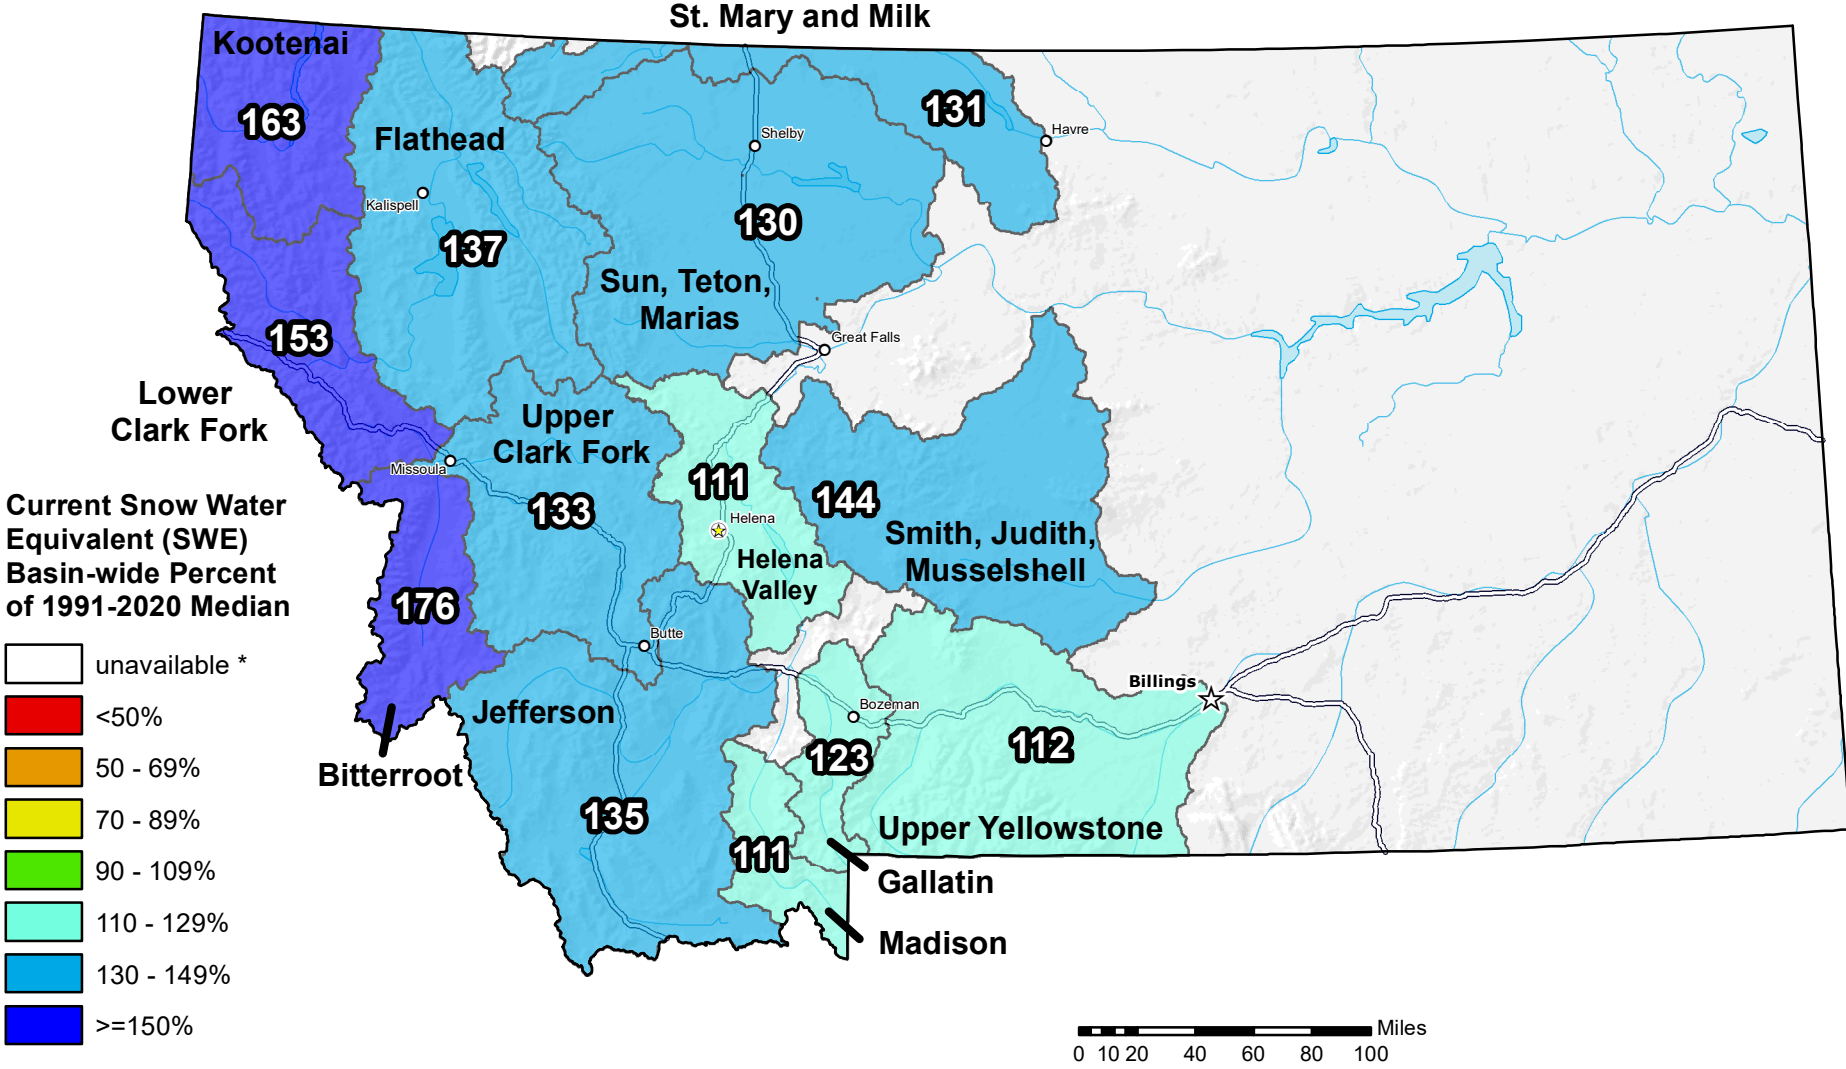 St. Mary and Milk
Kootenai
163
131
Havre
Shelby
Flathead
Kalispell
137
130
Sun, Teton,
Marias
153
Great Falls
Lower
Clark Fork
Upper
Clark Fork
Missoula
111
144
133
Helena
Smith, Judith,
Musselshell
Helena
Valley
176
Butte
Billings
Jefferson
Bozeman
123
112
Bitterroot
135
Upper Yellowstone
111
Gallatin
Madison
Current Snow Water
Equivalent (SWE)
Basin-wide Percent
of 1991-2020 Median
unavailable *
<50%
50 - 69%
70 - 89%
90 - 109%
110 - 129%
130 - 149%
>=150%
Miles
0 10 20 40 60 80 100